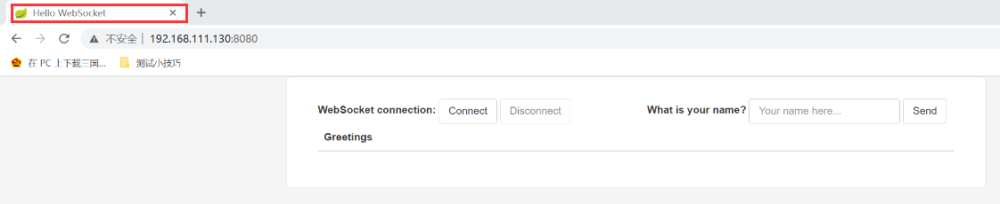 Hello WebSocket
不安全 | 192.168.111.130:8080
在 PC 上下载三国... 测试小技巧
WebSocket connection: Connect Disconnect What is your name? Your name here... Send
Greetings